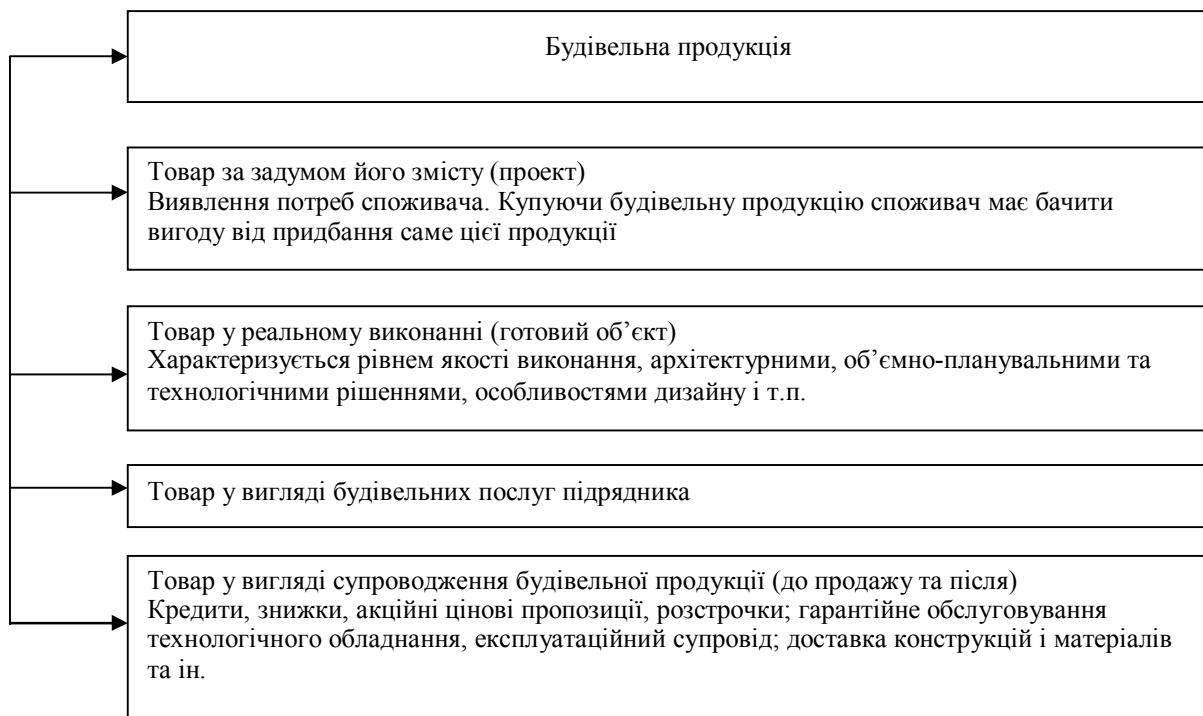 Будівельна продукція
Товар за задумом його змісту (проект)
Виявлення потреб споживача. Купуючи будівельну продукцію споживач має бачити
вигоду від придбання саме цієї продукції
Товар у реальному виконанні (готовий об’єкт)
Характеризується рівнем якості виконання, архітектурними, об’ємно-планувальними та
технологічними рішеннями, особливостями дизайну і т.п.
Товар у вигляді будівельних послуг підрядника
Товар у вигляді супроводження будівельної продукції (до продажу та після)
Кредити, знижки, акційні цінові пропозиції, розстрочки; гарантійне обслуговування
технологічного обладнання, експлуатаційний супровід; доставка конструкцій і матеріалів
та ін.